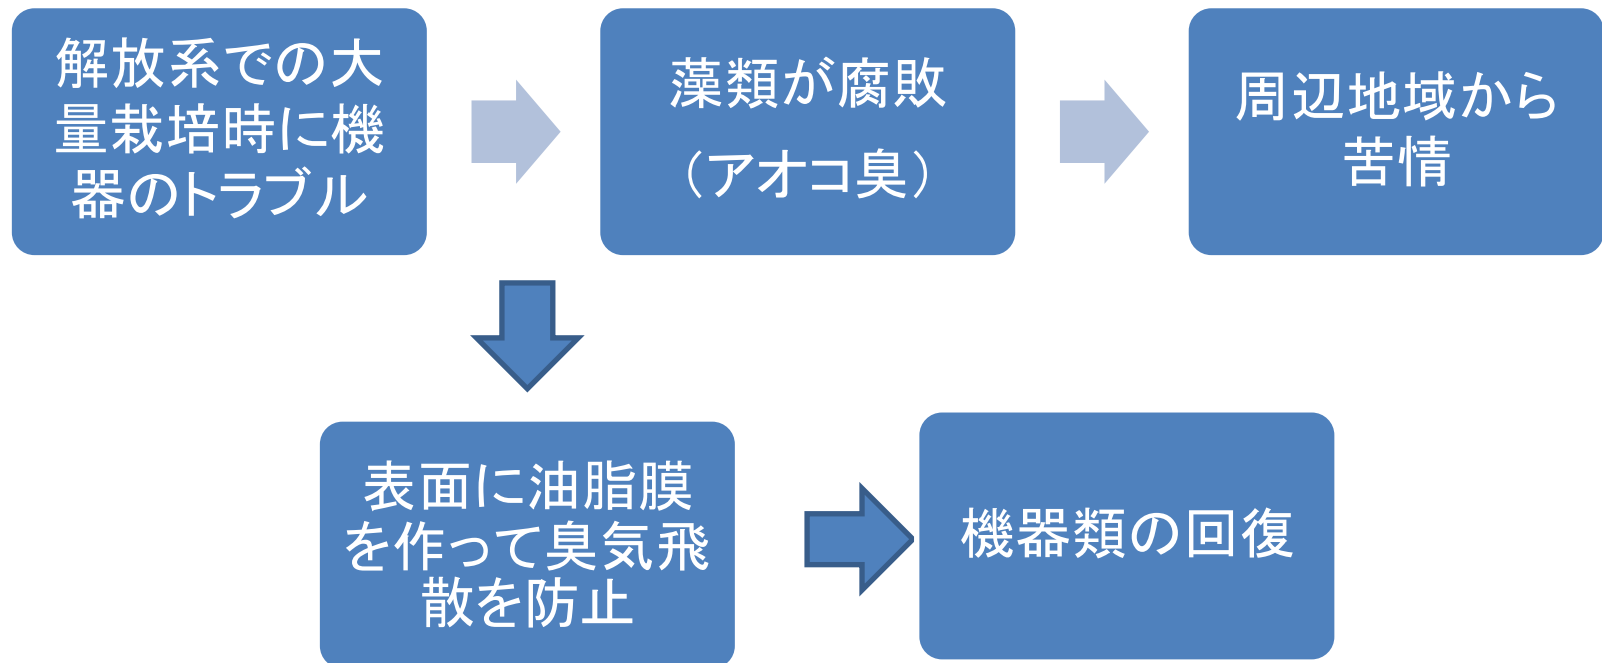 解放系での大
量栽培時に機
器のトラブル
藻類が腐敗
（アオコ臭）
周辺地域から
苦情
表面に油脂膜
を作って臭気飛
散を防止
機器類の回復